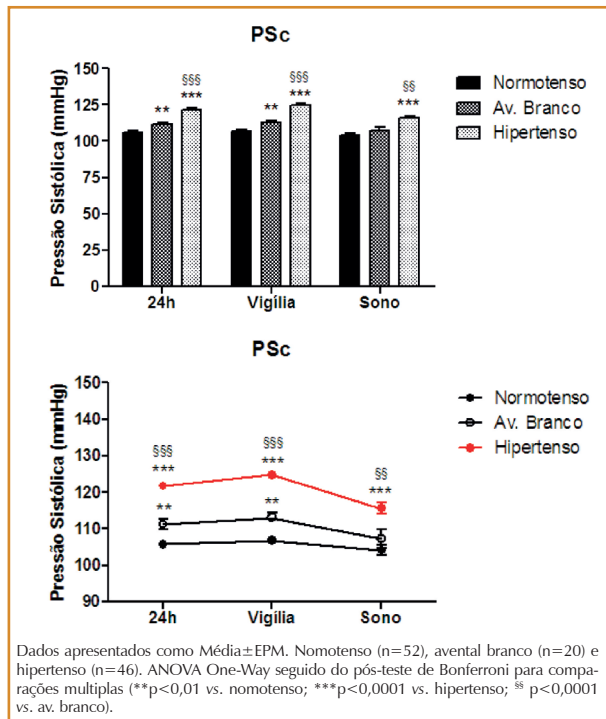 PSc
150
125
100
75
50
25
0
Pressão Sistólica (mmHg)
§§§
** ***
§§§
** ***
§§
***
24h Vigília Sono
Normotenso
Av. Branco
Hipertenso
PSc
150
140
130
120
110
100
90
Pressão Sistólica (mmHg)
§§§
***
**
§§§
***
**
§§
***
24h Vigília Sono
Normotenso
Av. Branco
Hipertenso
Dados apresentados como Média±EPM. Nomotenso (n=52), avental branco (n=20) e
hipertenso (n=46). ANOVA One-Way seguido do pós-teste de Bonferroni para compa-
rações multiplas (**p<0,01 vs. nomotenso; ***p<0,0001 vs. hipertenso; §§ p<0,0001
vs. av. branco).